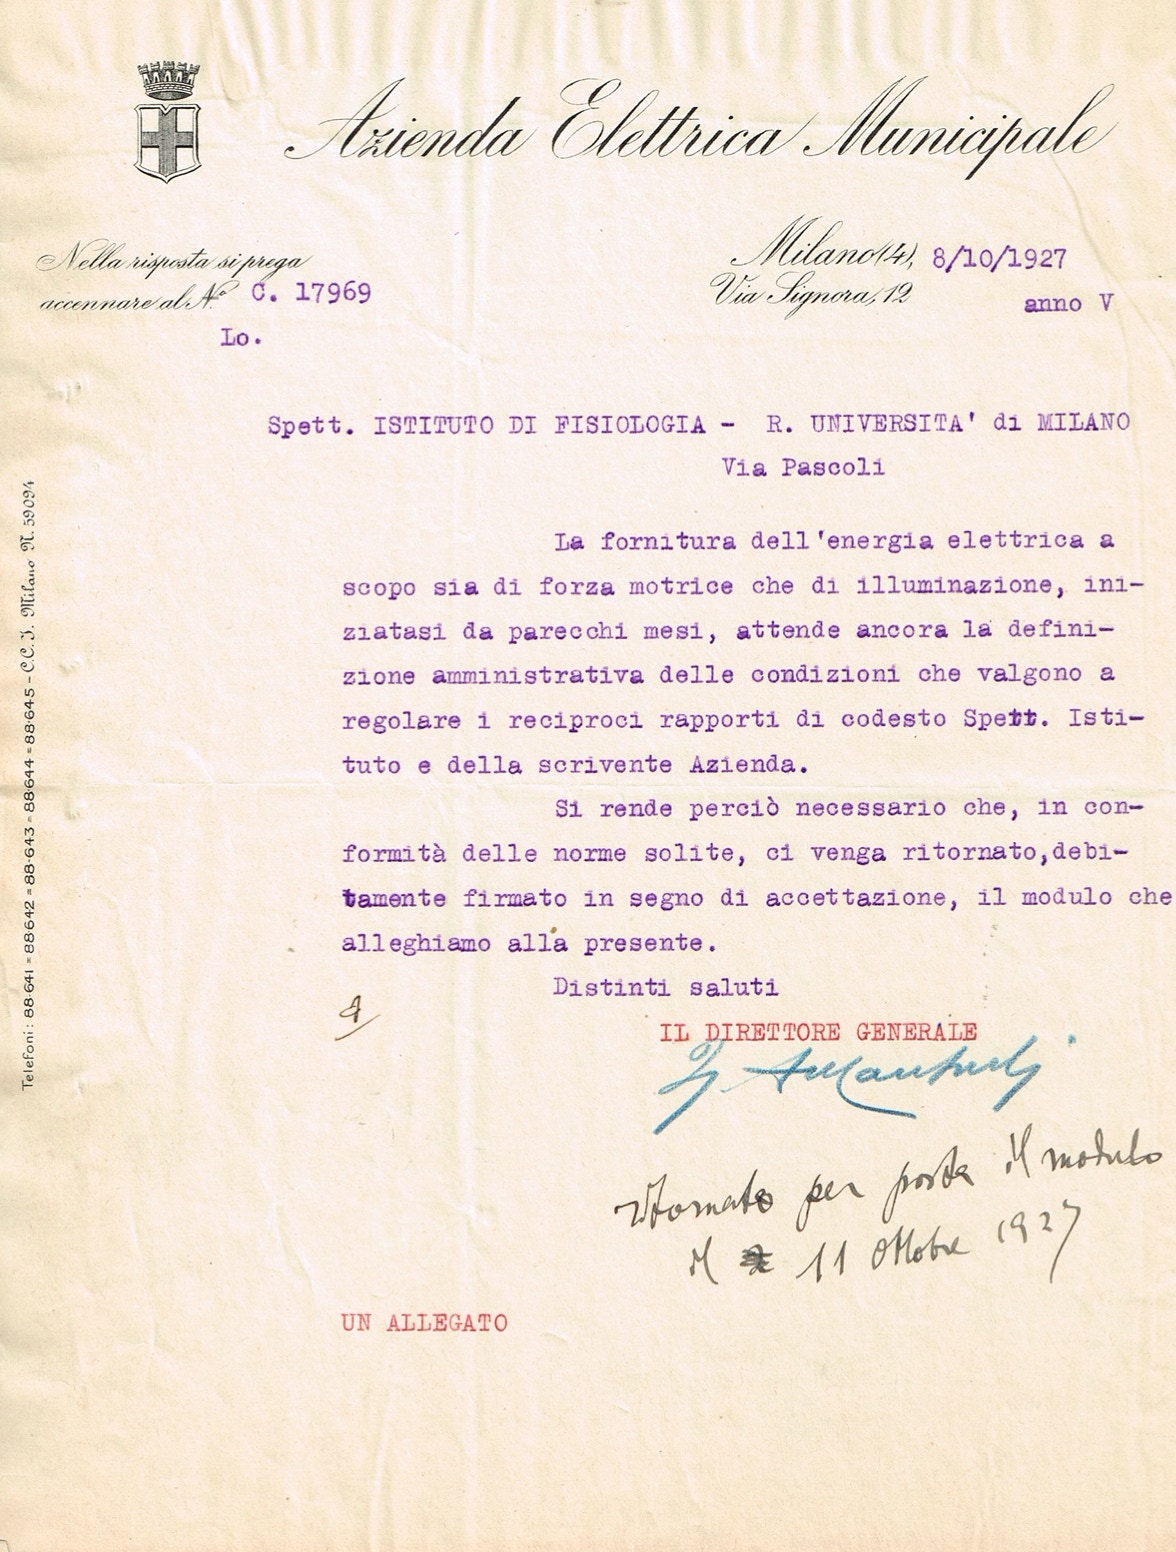 Azienda Elettrica Municipale
Nella risposta si prega
accennare al N.º C. 17969
Lo.
Milano (4), 8/10/1927
Via Signora, 12
anno V
Spett. ISTITUTO DI FISIOLOGIA - R. UNIVERSITA' di MILANO
Via Pascoli
La fornitura dell'energia elettrica a
scopo sia di forza motrice che di illuminazione, ini-
ziatasi da parecchi mesi, attende ancora la defini-
zione amministrativa delle condizioni che valgono a
regolare i reciproci rapporti di codesto Spett. Isti-
tuto e della scrivente Azienda.
Si rende perciò necessario che, in con-
formità delle norme solite, ci venga ritornato,debi-
tamente firmato in segno di accettazione, il modulo che
alleghiamo alla presente.
Distinti saluti
IL DIRETTORE GENERALE
ritornato per posta il modulo
il 11 Ottobre 1927
UN ALLEGATO
Telefoni: 88-641 = 88642 = 88-643 = 88644 = 88-645 - C.C.I. Milano N. 59094